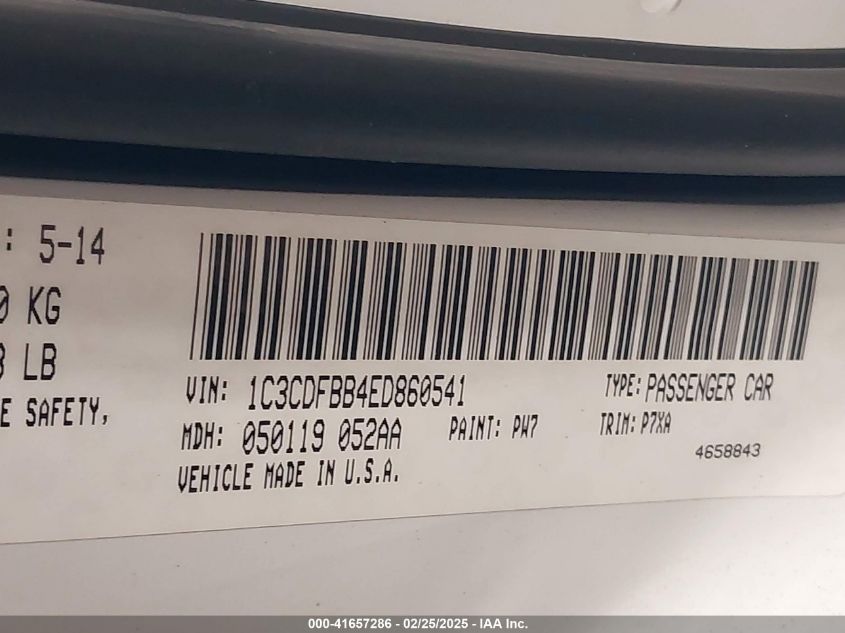 : 5-14
0 KG
LB
E SAFETY,
VIN: 1C3CDFBB4ED860541
TYPE: PASSENGER CAR
MDH: 050119 052AA
PAINT: PW7
TRIM: P7XA
4658843
VEHICLE MADE IN U.S.A.
000-41657286 - 02/25/2025 - IAA Inc.